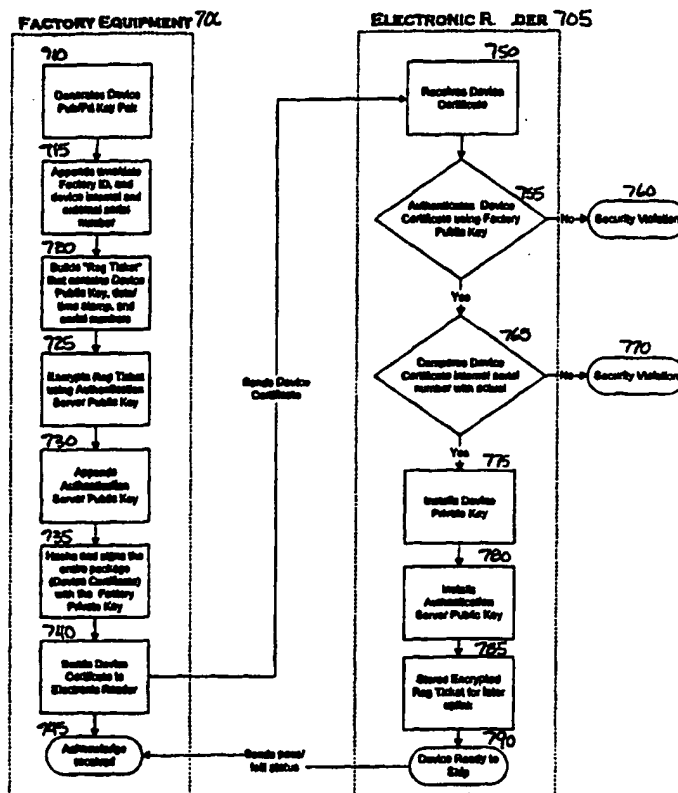 FACTORY EQUIPMENT 70
710
Generates Device
Pub/Pri Key Pair
715
Appends
Factory ID, and
device internal and
external serial
number
720
Builds "Reg Ticket"
that contains Device
Public Key, date/
time stamp, and
serial numbers
725
Encrypts Reg Ticket
using Authentication
Server Public Key
730
Appends
Authentication
Server Public Key
735
Hashes and signs the
entire package
(Device Certificate)
with the Factory
Private Key
740
Sends Device
Certificate to
Electronic Reader
745
Acknowledge
received
Sends Device
Certificate
Sends pass/
fail status
ELECTRONIC R DER 705
750
Receives Device
Certificate
755
Authenticates Device
Certificate using Factory
Public Key
No
760
Security Violation
Yes
765
Compares Device
Certificate internal serial
number with actual
No
770
Security Violation
Yes
775
Installs Device
Private Key
780
Installs
Authentication
Server Public Key
785
Stores Encrypted
Reg Ticket for later
uplink
790
Device Ready to
Ship